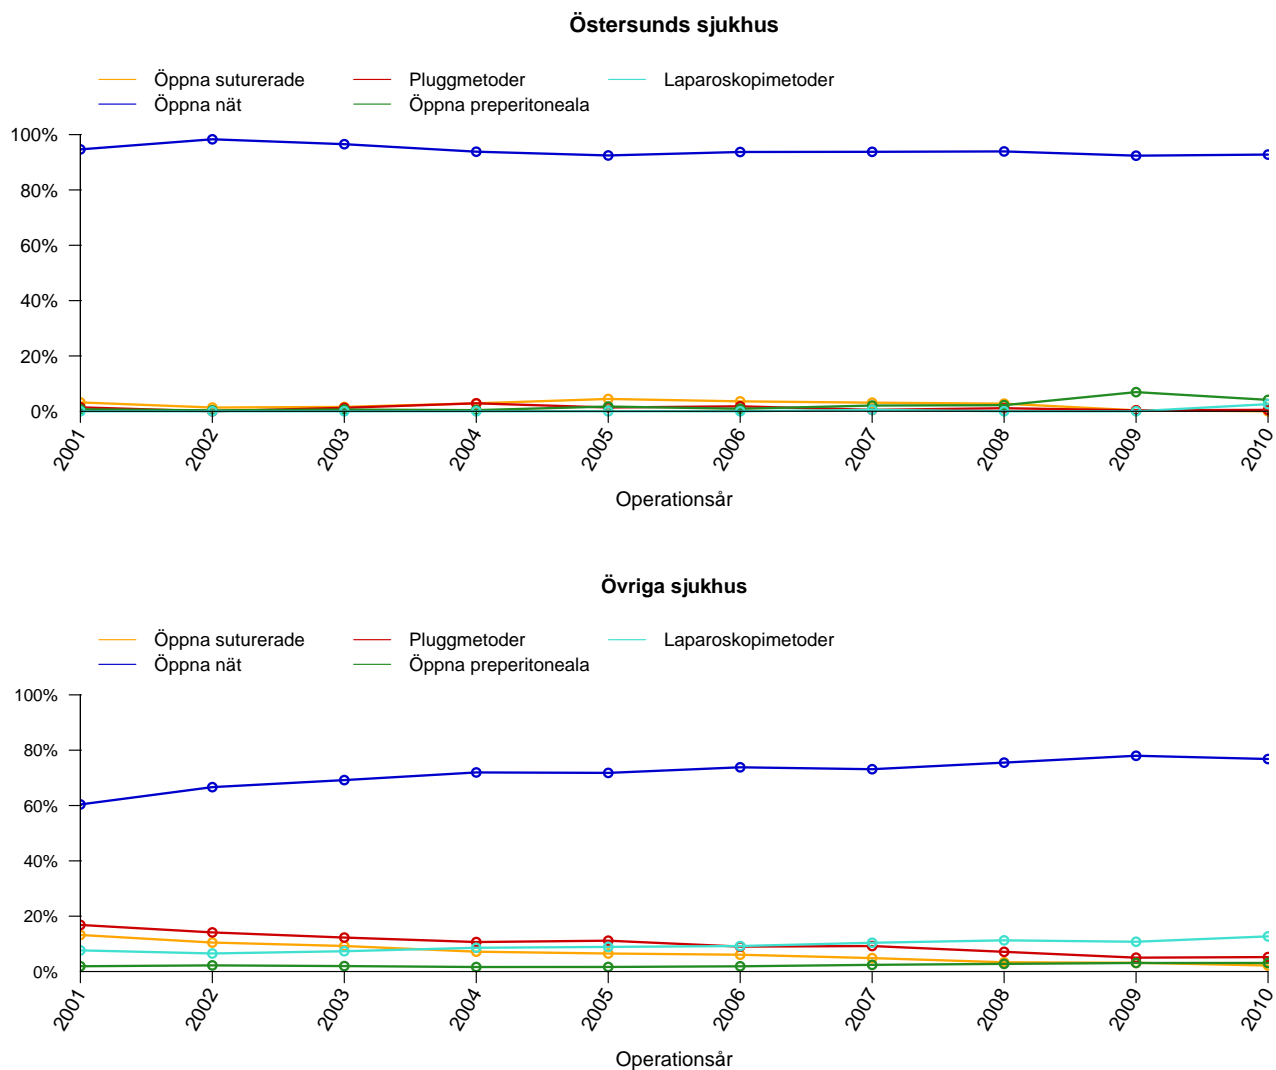 Östersunds sjukhus
Öppna suturerade Pluggmetoder Laparoskopimetoder
Öppna nät Öppna preperitoneala
100%
80%
60%
40%
20%
0%
2001 2002 2003 2004 2005 2006 2007 2008 2009 2010
Operationsår
Övriga sjukhus
Öppna suturerade Pluggmetoder Laparoskopimetoder
Öppna nät Öppna preperitoneala
100%
80%
60%
40%
20%
0%
2001 2002 2003 2004 2005 2006 2007 2008 2009 2010
Operationsår